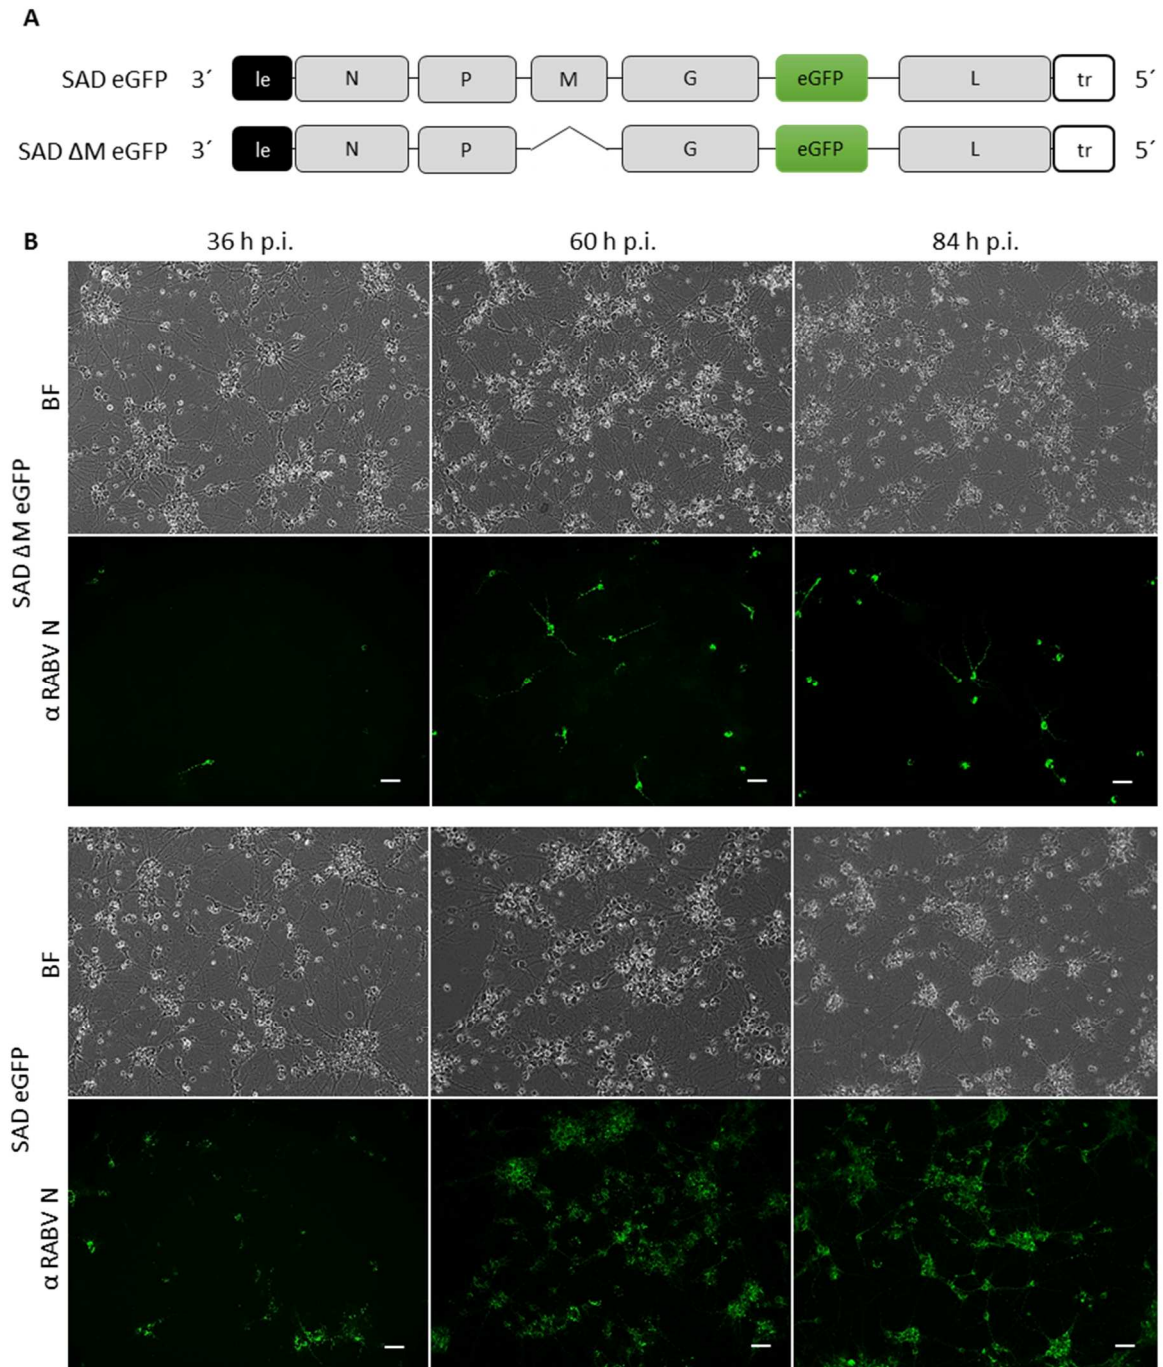 A
SAD eGFP 3´ le N P M G eGFP L tr 5´
SAD ΔM eGFP 3´ le N P G eGFP L tr 5´
B
36 h p.i. 60 h p.i. 84 h p.i.
SAD ΔM eGFP
BF
α RABV N
SAD eGFP
BF
α RABV N